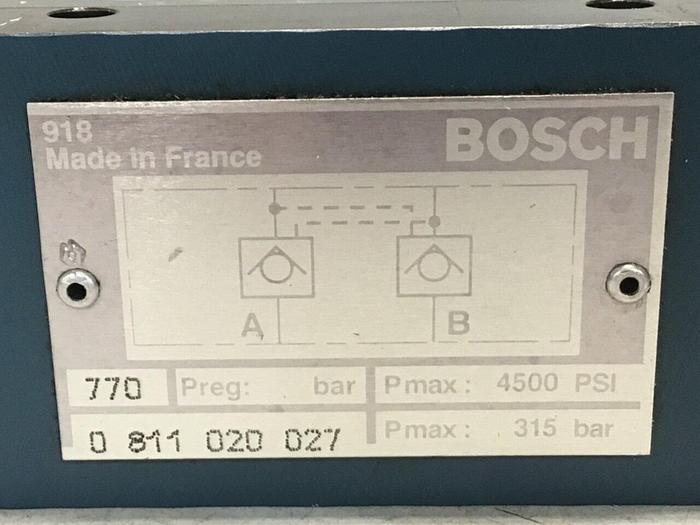 918
Made in France
BOSCH
A
B
770
Preg: bar
Pmax: 4500 PSI
0 811 020 027
Pmax: 315 bar